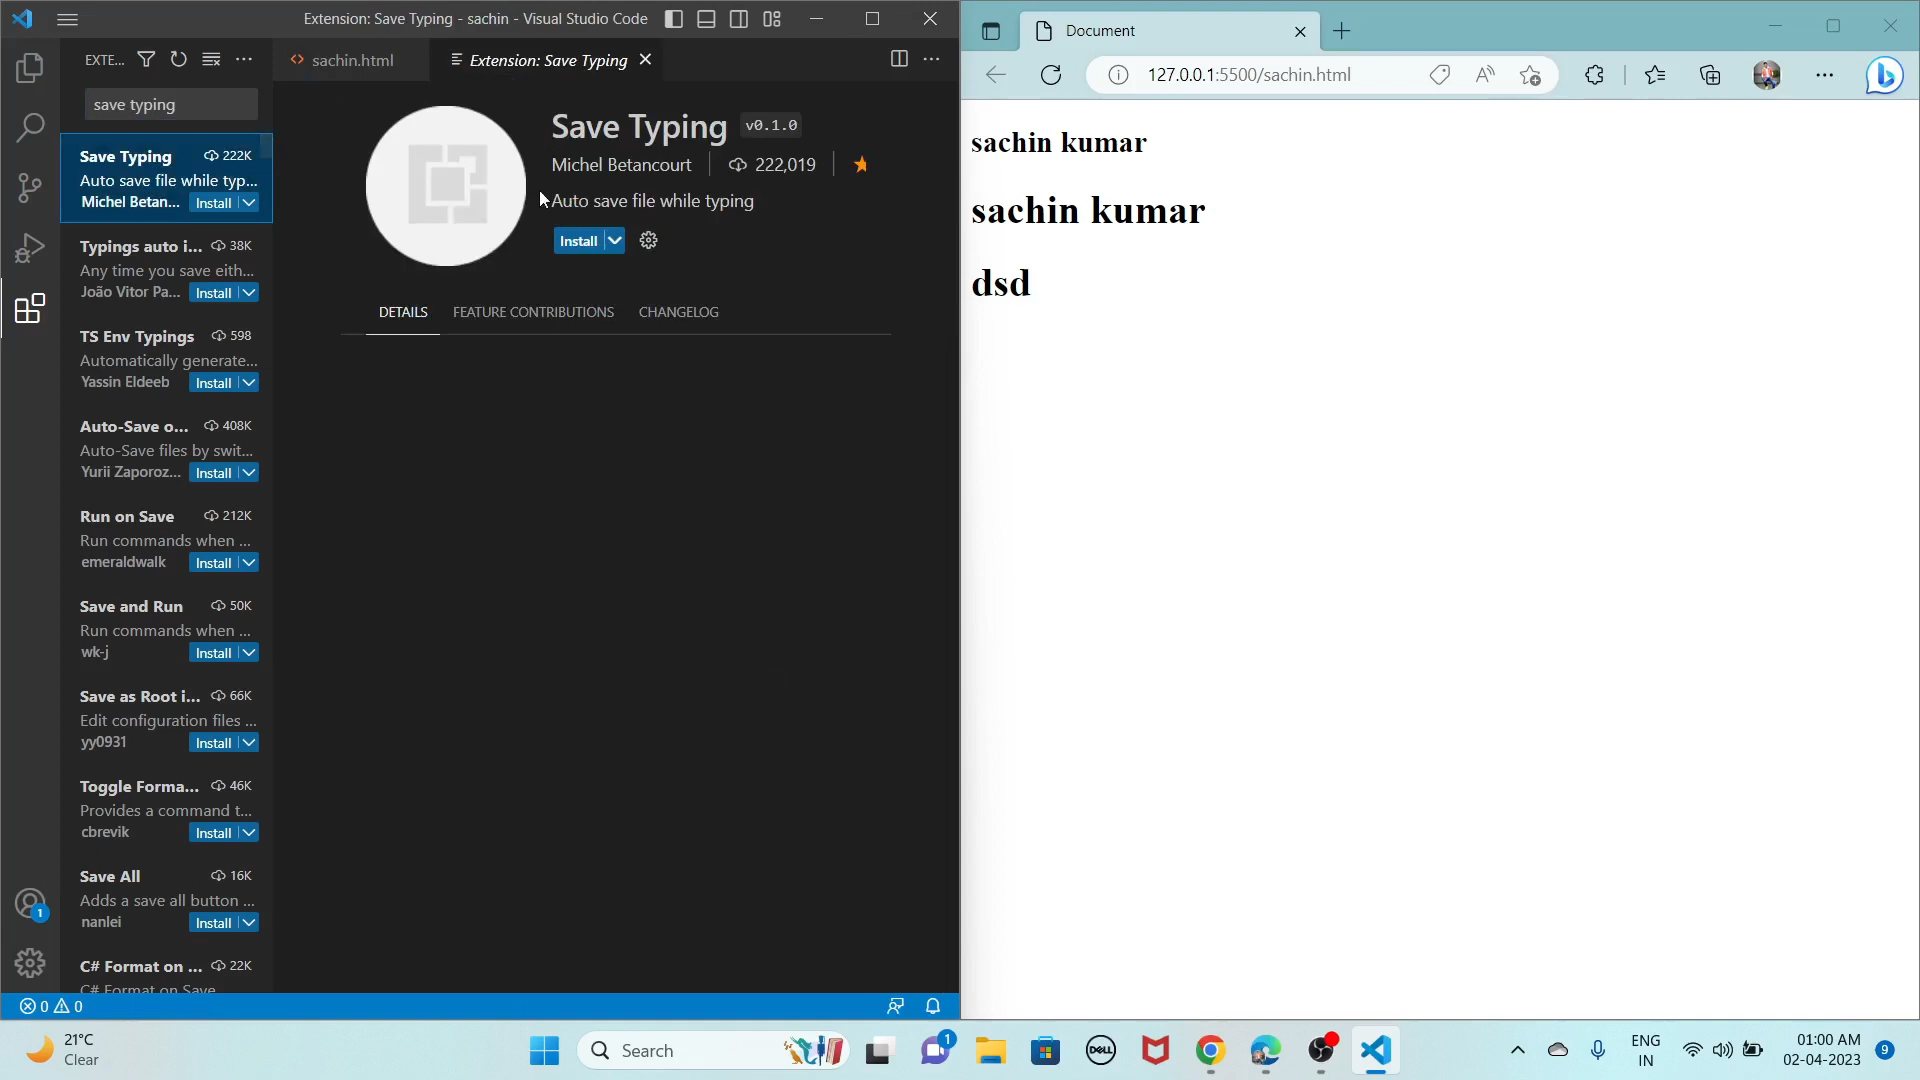 Extension: Save Typing - sachin - Visual Studio Code
EXTE...
save typing
Save Typing 222K
Auto save file while typ...
Michel Betan... Install
Typings auto i... 38K
Any time you save eith...
João Vitor Pa... Install
TS Env Typings 598
Automatically generate...
Yassin Eldeeb Install
Auto-Save o... 408K
Auto-Save files by swit...
Yurii Zaporoz... Install
Run on Save 212K
Run commands when ...
emeraldwalk Install
Save and Run 50K
Run commands when ...
wk-j Install
Save as Root i... 66K
Edit configuration files ...
yy0931 Install
Toggle Forma... 46K
Provides a command t...
cbrevik Install
Save All 16K
Adds a save all button ...
nanlei Install
C# Format on ... 22K
C# Format on Save
1
0 0
sachin.html
Extension: Save Typing
Save Typing v0.1.0
Michel Betancourt 222,019
Auto save file while typing
Install
DETAILS FEATURE CONTRIBUTIONS CHANGELOG
Document
127.0.0.1:5500/sachin.html
sachin kumar
sachin kumar
dsd
21°C
Clear
Search
1
DELL
ENG
IN
01:00 AM
02-04-2023
9